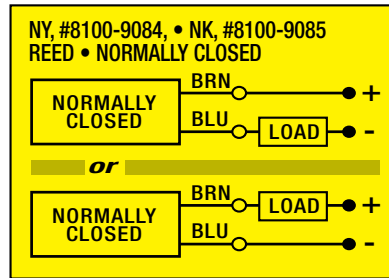 NY, #8100-9084, • NK, #8100-9085
REED • NORMALLY CLOSED
NORMALLY
CLOSED
BRN
+
BLU
LOAD
-
or
NORMALLY
CLOSED
BRN
LOAD
+
BLU
-